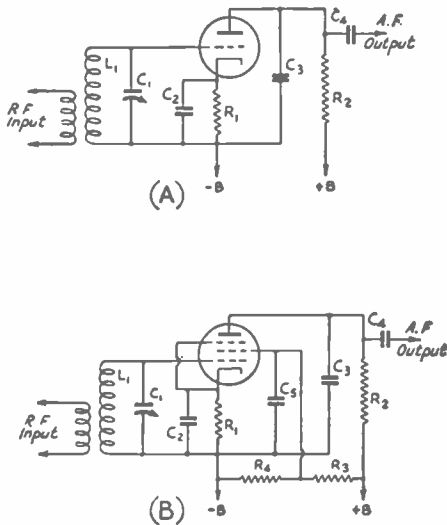 C4
A.F.
Output
L1
C1
C3
C2
R1
R2
RF
Input
-B
+B
(A)
C4
A.F.
Output
L1
C1
C5
C3
R2
C2
R1
RF
Input
R4
R3
-B
+B
(B)